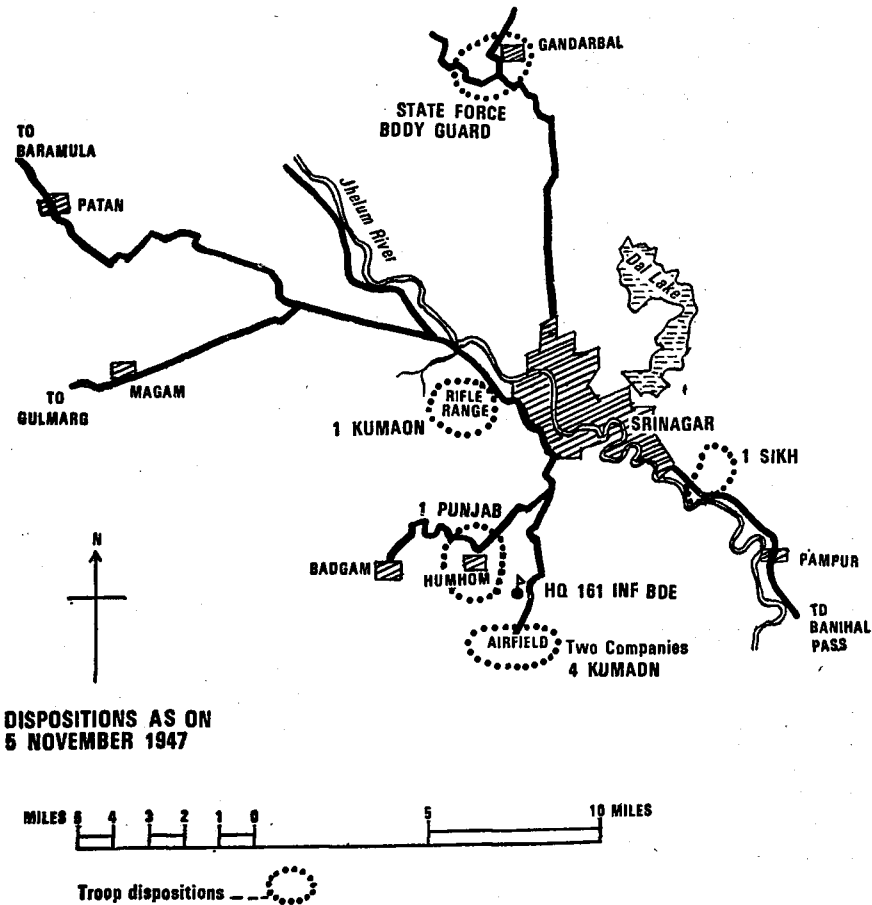 GANDARBAL
STATE FORCE
BODY GUARD
TO
BARAMULA
PATAN
Jhelum River
Dal Lake
MAGAM
TO
GULMARG
RIFLE
RANGE
1 KUMAON
SRINAGAR
1 SIKH
1 PUNJAB
BADGAM
HUMHOM
HQ 161 INF BDE
PAMPUR
AIRFIELD
Two Companies
4 KUMAON
TO
BANIHAL
PASS
N
DISPOSITIONS AS ON
5 NOVEMBER 1947
MILES 5 4 3 2 1 0 5 10 MILES
Troop dispositions